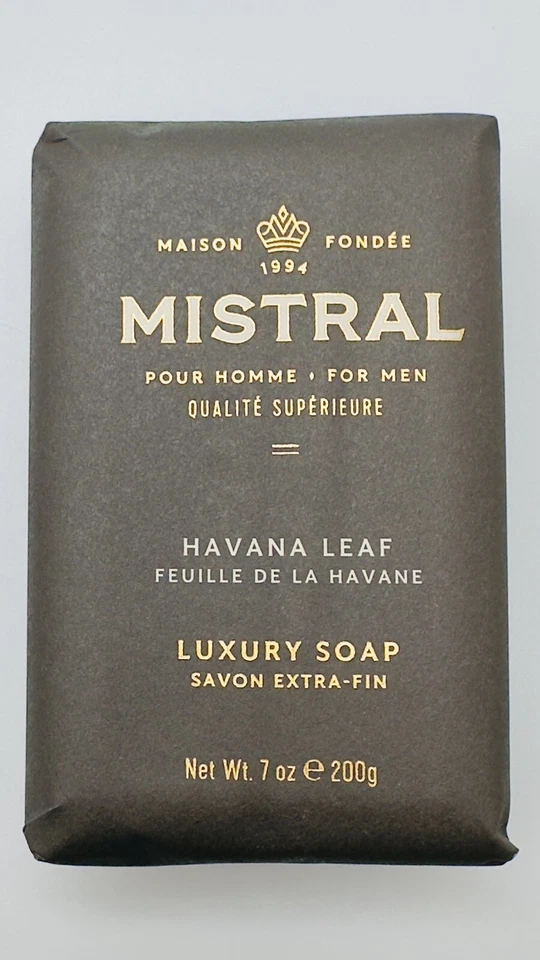 MAISON FONDÉE
1994
MISTRAL
POUR HOMME • FOR MEN
QUALITÉ SUPÉRIEURE
HAVANA LEAF
FEUILLE DE LA HAVANE
LUXURY SOAP
SAVON EXTRA-FIN
Net Wt. 7 oz ℮ 200g